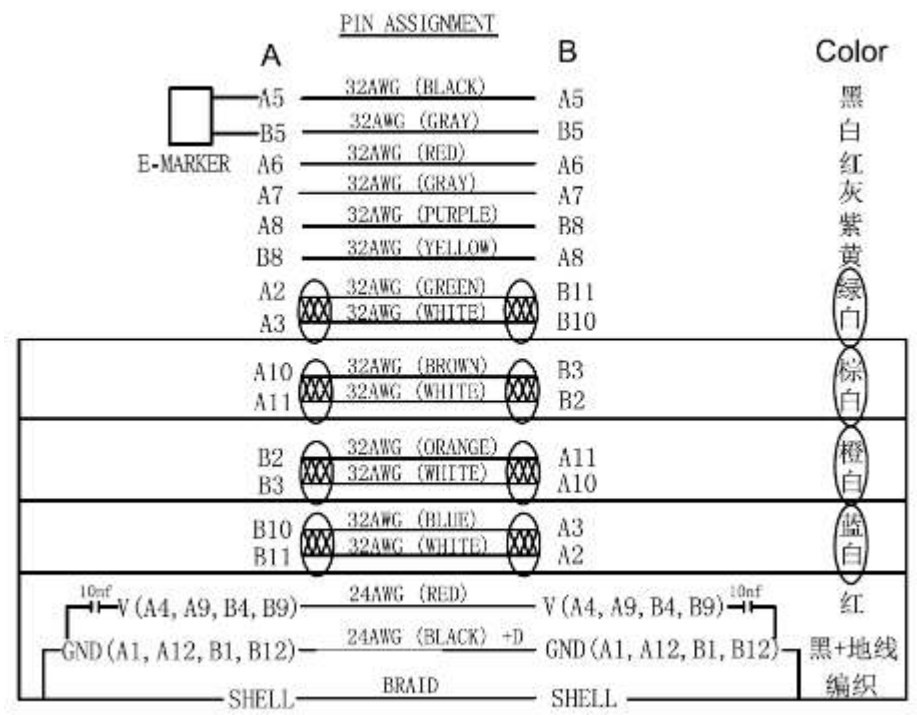 PIN ASSIGNMENT
A B Color
A5 32AWG (BLACK) A5 黑
B5 32AWG (GRAY) B5 白
E-MARKER A6 32AWG (RED) A6 红
A7 32AWG (GRAY) A7 灰
A8 32AWG (PURPLE) B8 紫
B8 32AWG (YELLOW) A8 黄
A2 32AWG (GREEN) B11 绿
A3 32AWG (WHITE) B10 白
A10 32AWG (BROWN) B3 棕
A11 32AWG (WHITE) B2 白
B2 32AWG (ORANGE) A11 橙
B3 32AWG (WHITE) A10 白
B10 32AWG (BLUE) A3 蓝
B11 32AWG (WHITE) A2 白
10nf V(A4, A9, B4, B9) 24AWG (RED) V(A4, A9, B4, B9) 10nf 红
GND(A1, A12, B1, B12) 24AWG (BLACK) +D GND(A1, A12, B1, B12) 黑+地线
SHELL BRAID SHELL 编织